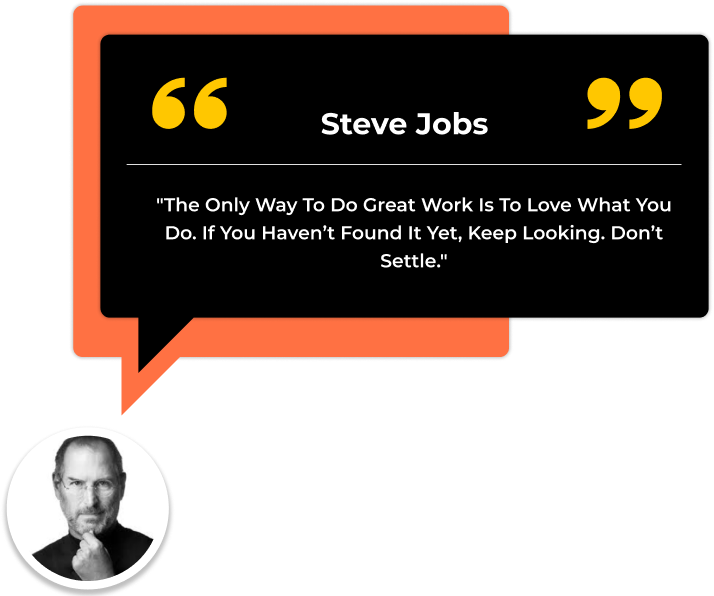 Steve Jobs
"The Only Way To Do Great Work Is To Love What You
Do. If You Haven’t Found It Yet, Keep Looking. Don’t
Settle."